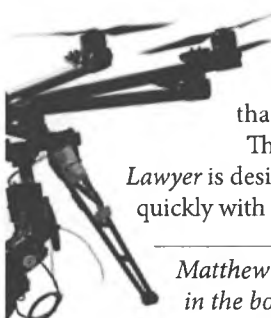 tha
Th
Lawyer is desi
quickly with
Matthew
in the bo